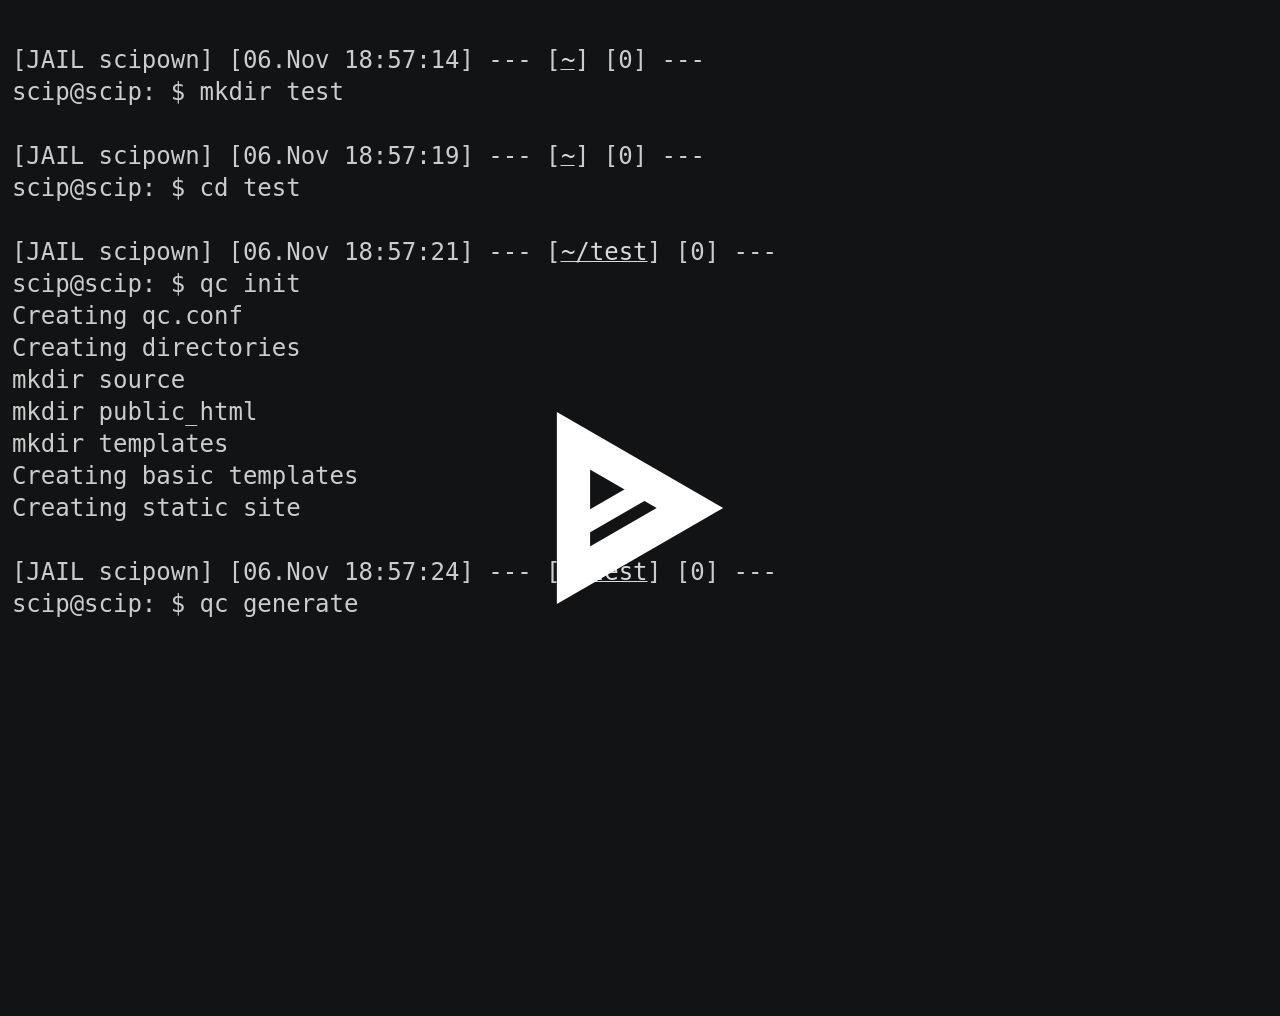 [JAIL scipown] [06.Nov 18:57:14] --- [~] [0] ---
scip@scip: $ mkdir test
[JAIL scipown] [06.Nov 18:57:19] --- [~] [0] ---
scip@scip: $ cd test
[JAIL scipown] [06.Nov 18:57:21] --- [~/test] [0] ---
scip@scip: $ qc init
Creating qc.conf
Creating directories
mkdir source
mkdir public_html
mkdir templates
Creating basic templates
Creating static site
[JAIL scipown] [06.Nov 18:57:24] --- [ est] [0] ---
scip@scip: $ qc generate